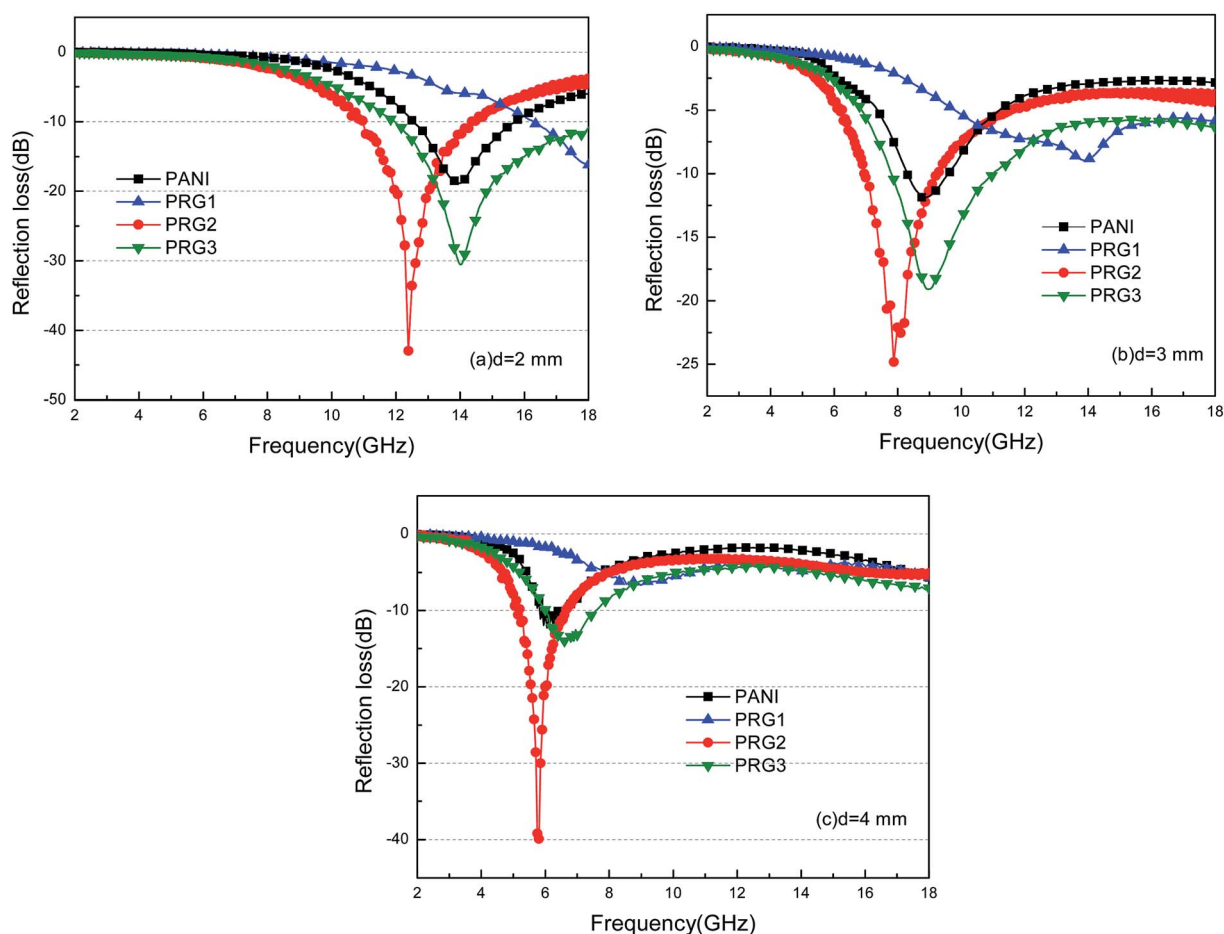 0
-10
-20
-30
-40
-50
Reflection loss(dB)
PANI
PRG1
PRG2
PRG3
(a)d=2 mm
2 4 6 8 10 12 14 16 18
Frequency(GHz)
0
-5
-10
-15
-20
-25
Reflection loss(dB)
PANI
PRG1
PRG2
PRG3
(b)d=3 mm
2 4 6 8 10 12 14 16 18
Frequency(GHz)
0
-10
-20
-30
-40
Reflection loss(dB)
PANI
PRG1
PRG2
PRG3
(c)d=4 mm
2 4 6 8 10 12 14 16 18
Frequency(GHz)